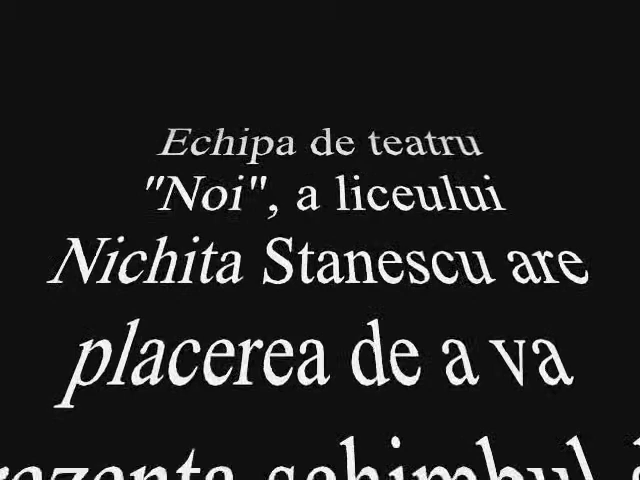 Echipa de teatru
"Noi", a liceului
Nichita Stanescu are
placerea de a va